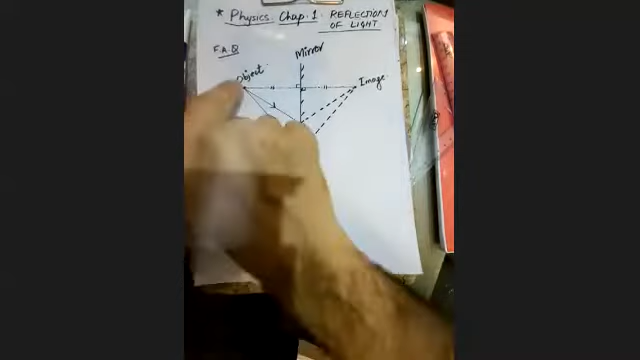 * Physics. Chap. 1. REFLECTION
OF LIGHT.
F.A.Q
Mirror
Object
Image